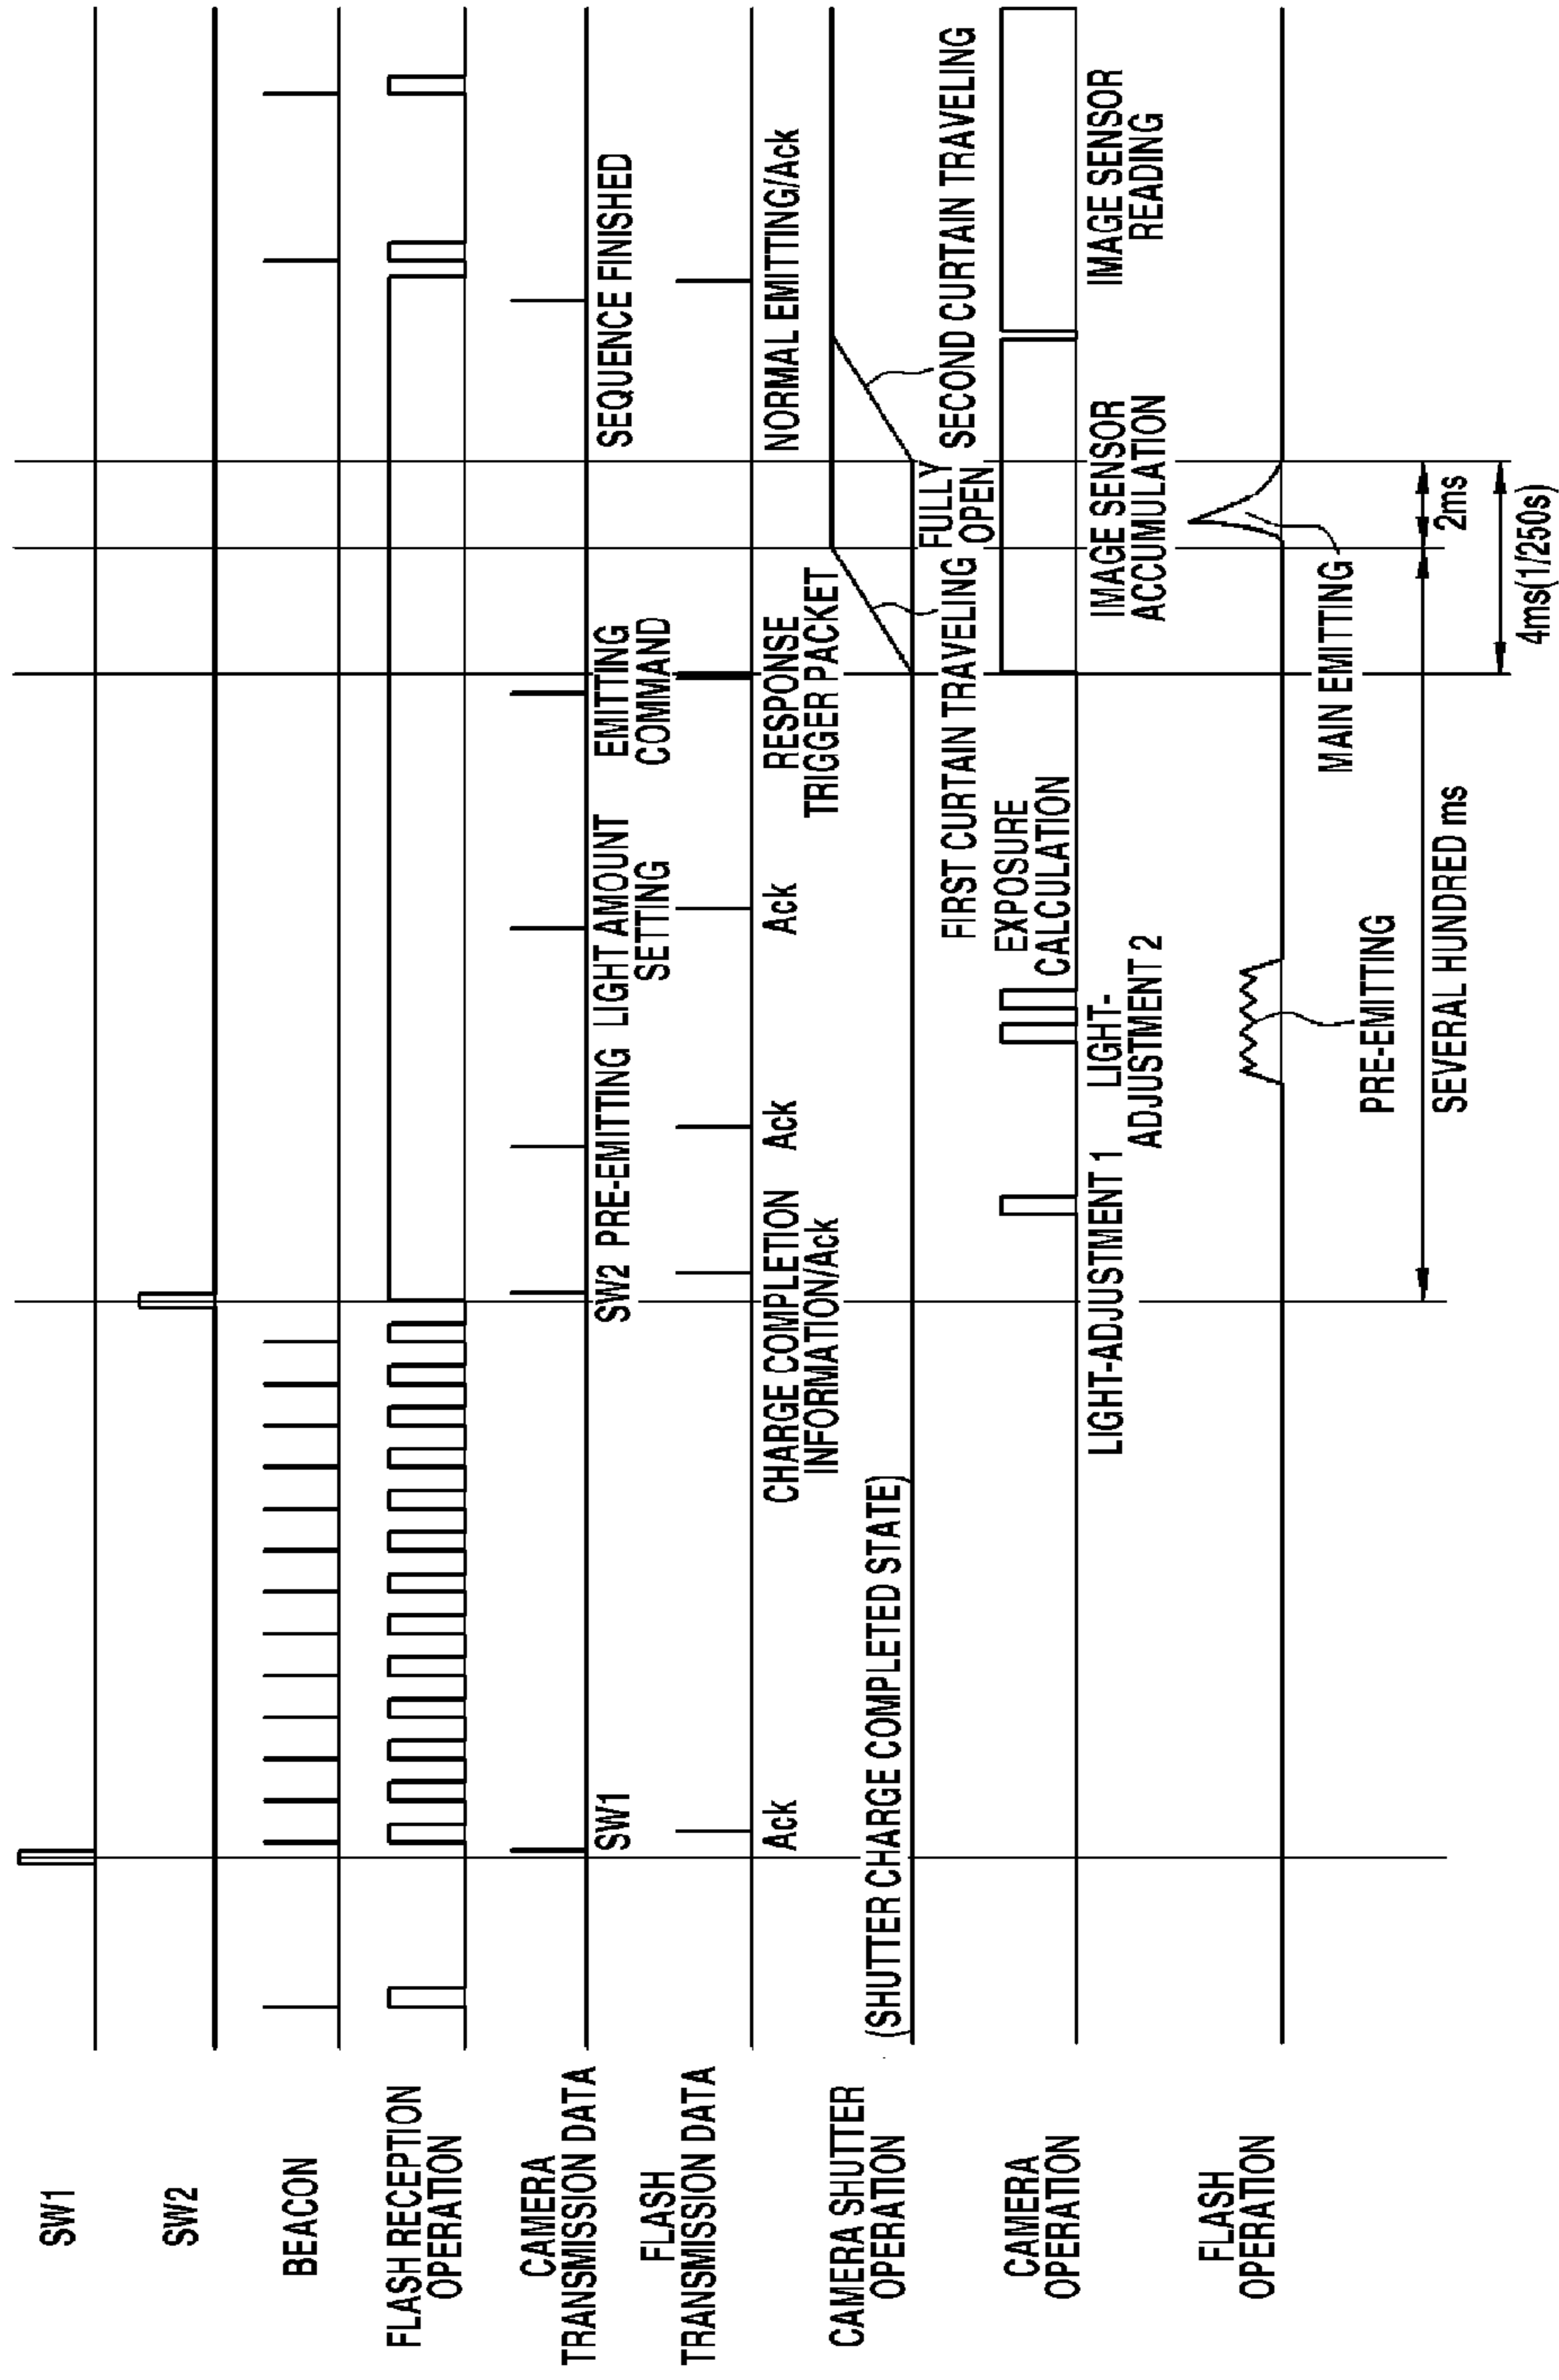 SW1
SW2
BEACON
FLASH RECEPTION
OPERATION
CAMERA
TRANSMISSION DATA
SW1
SW2
PRE-EMITTING
LIGHT AMOUNT
SETTING
EMITTING
COMMAND
SEQUENCE FINISHED
FLASH
TRANSMISSION DATA
Ack
CHARGE COMPLETION
INFORMATION/Ack
Ack
Ack
RESPONSE
TRIGGER PACKET
NORMAL EMITTING/Ack
CAMERA SHUTTER
OPERATION
(SHUTTER CHARGE COMPLETED STATE)
FIRST CURTAIN TRAVELING
FULLY
OPEN
SECOND CURTAIN TRAVELING
CAMERA
OPERATION
LIGHT-ADJUSTMENT 1
LIGHT-
ADJUSTMENT 2
EXPOSURE
CALCULATION
IMAGE SENSOR
ACCUMULATION
IMAGE SENSOR
READING
FLASH
OPERATION
PRE-EMITTING
MAIN EMITTING
SEVERAL HUNDRED ms
2ms
4ms(1/250s)